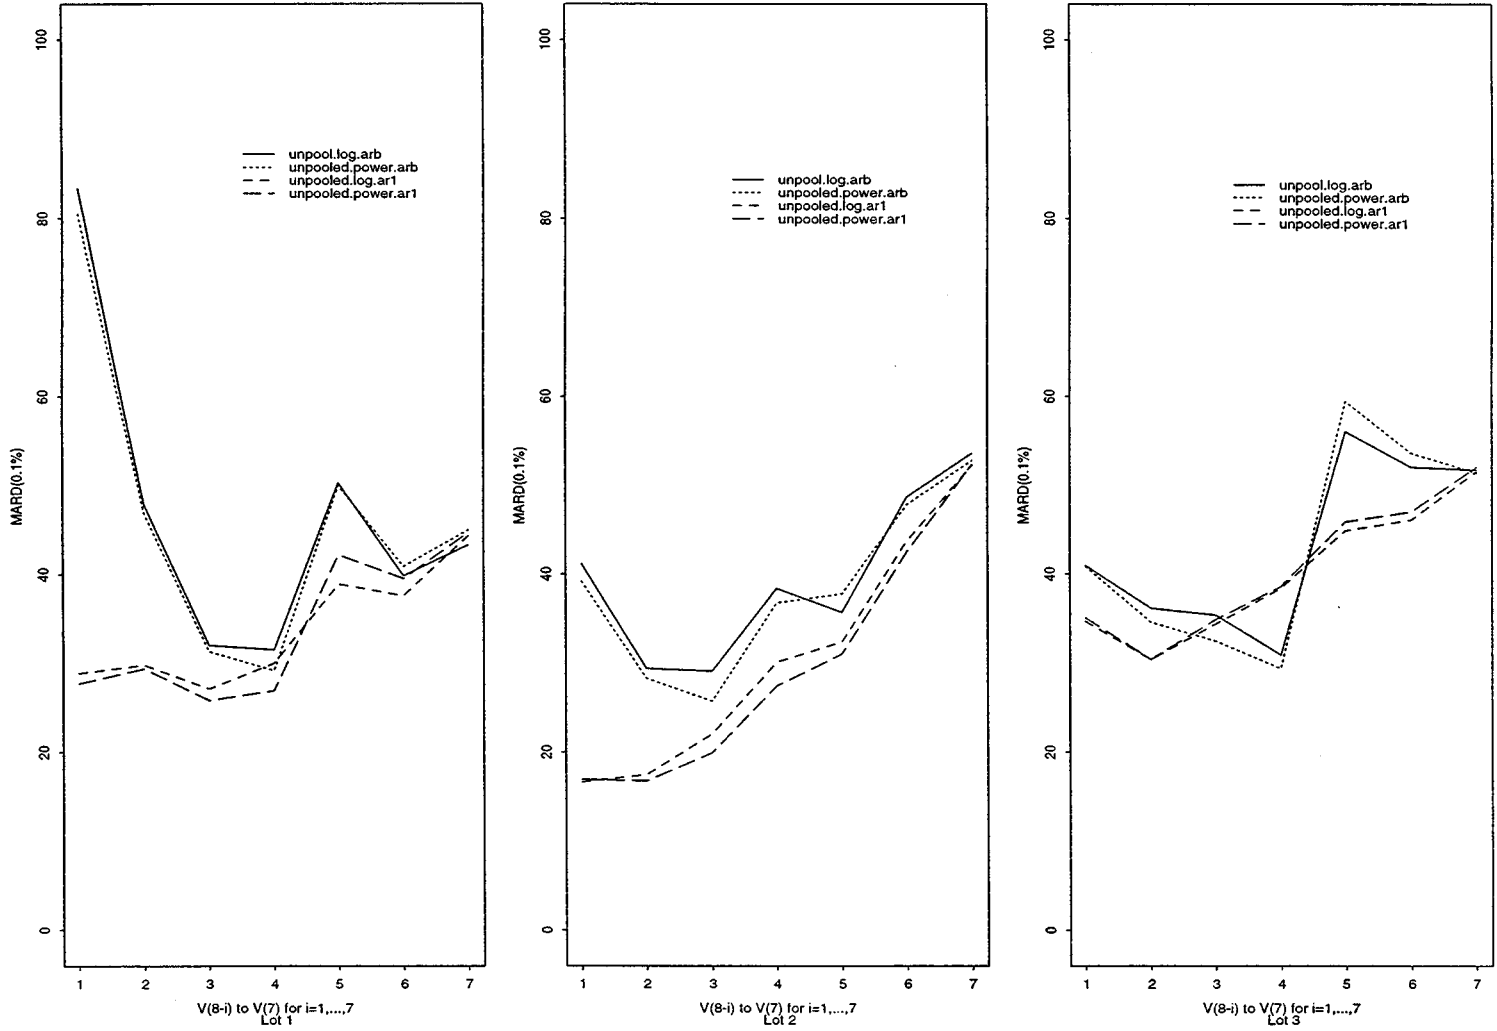 100
80
60
40
20
0
MARD(0.1%)
unpool.log.arb
unpooled.power.arb
unpooled.log.ar1
unpooled.power.ar1
1 2 3 4 5 6 7
V(8-i) to V(7) for i=1,...,7
Lot 1
100
80
60
40
20
0
MARD(0.1%)
unpool.log.arb
unpooled.power.arb
unpooled.log.ar1
unpooled.power.ar1
1 2 3 4 5 6 7
V(8-i) to V(7) for i=1,...,7
Lot 2
100
80
60
40
20
0
MARD(0.1%)
unpool.log.arb
unpooled.power.arb
unpooled.log.ar1
unpooled.power.ar1
1 2 3 4 5 6 7
V(8-i) to V(7) for i=1,...,7
Lot 3